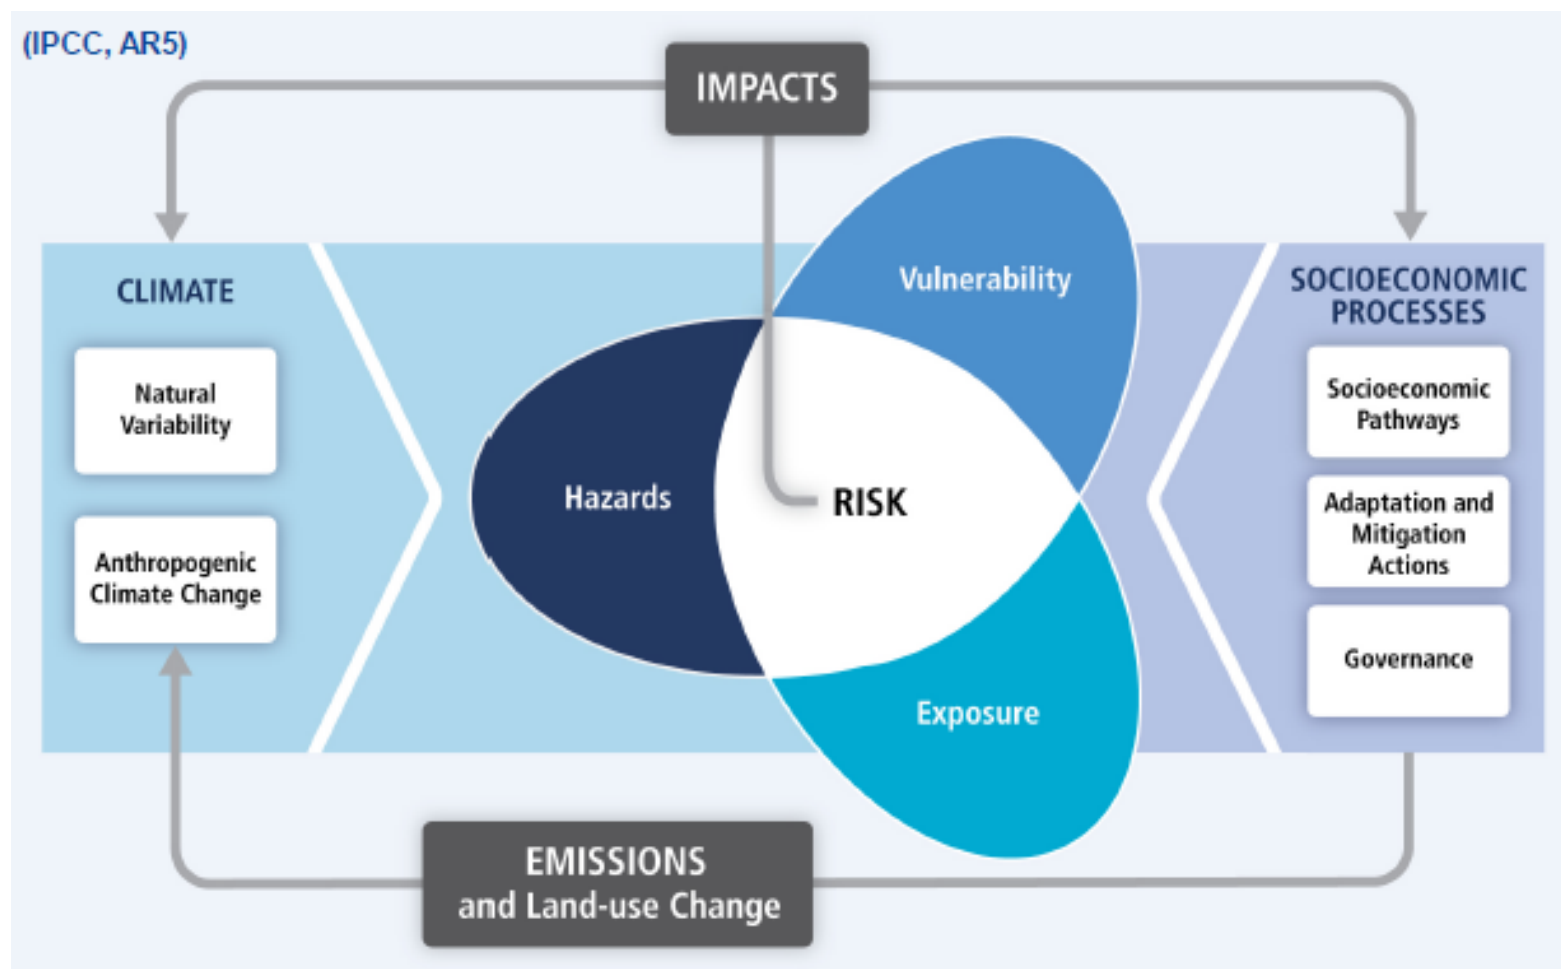 (IPCC, AR5)
IMPACTS
CLIMATE
Natural
Variability
Anthropogenic
Climate Change
Vulnerability
Hazards
RISK
Exposure
SOCIOECONOMIC
PROCESSES
Socioeconomic
Pathways
Adaptation and
Mitigation
Actions
Governance
EMISSIONS
and Land-use Change